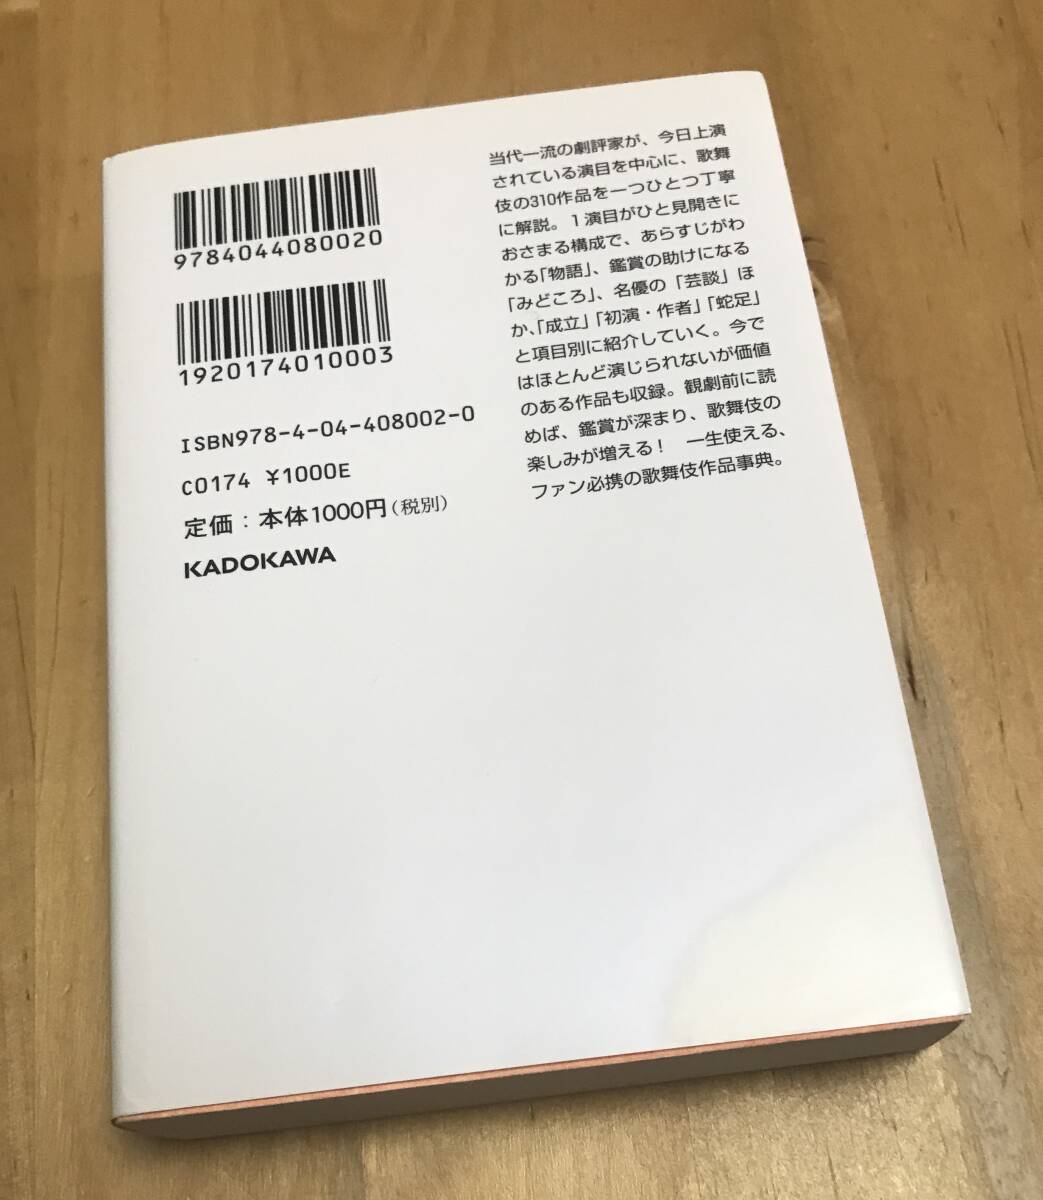 9784044080020
1920174010003
ISBN978-4-04-408002-0
C0174 ¥1000E
定価：本体1000円（税別）
KADOKAWA
当代一流の劇評家が、今日上演
されている演目を中心に、歌舞
伎の310作品を一つひとつ丁寧
に解説。１演目がひと見開きに
おさまる構成で、あらすじがわ
かる「物語」、鑑賞の助けになる
「みどころ」、名優の「芸談」ほ
か、「成立」「初演・作者」「蛇足」
と項目別に紹介していく。今で
はほとんど演じられないが価値
のある作品も収録。観劇前に読
めば、鑑賞が深まり、歌舞伎の
楽しみが増える！　一生使える、
ファン必携の歌舞伎作品事典。